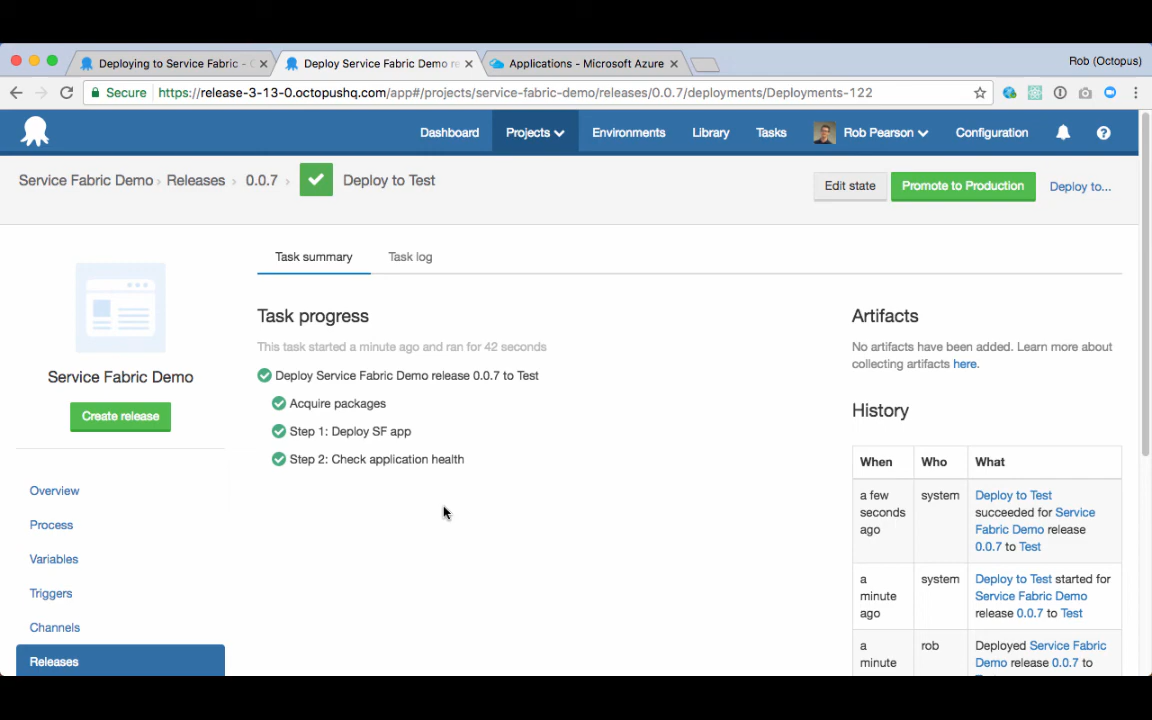 Deploying to Service Fabric -
Deploy Service Fabric Demo re
Applications - Microsoft Azure
Rob (Octopus)
Secure
https://release-3-13-0.octopushq.com/app#/projects/service-fabric-demo/releases/0.0.7/deployments/Deployments-122
Dashboard
Projects
Environments
Library
Tasks
Rob Pearson
Configuration
Service Fabric Demo › Releases › 0.0.7 › Deploy to Test
Edit state
Promote to Production
Deploy to...
Service Fabric Demo
Create release
Overview
Process
Variables
Triggers
Channels
Releases
Task summary
Task log
Task progress
This task started a minute ago and ran for 42 seconds
Deploy Service Fabric Demo release 0.0.7 to Test
Acquire packages
Step 1: Deploy SF app
Step 2: Check application health
Artifacts
No artifacts have been added. Learn more about
collecting artifacts here.
History
When Who What
a few
seconds
ago
system
Deploy to Test
succeeded for Service
Fabric Demo release
0.0.7 to Test
a
minute
ago
system
Deploy to Test started for
Service Fabric Demo
release 0.0.7 to Test
a
minute
rob
Deployed Service Fabric
Demo release 0.0.7 to